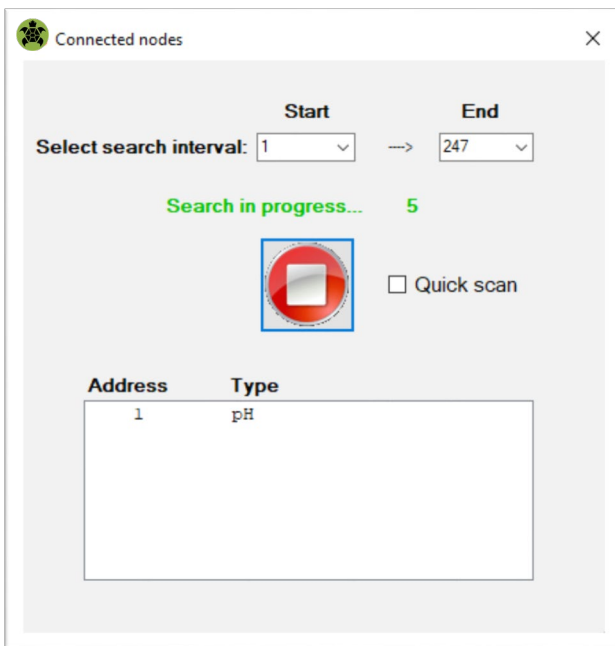 Connected nodes
Start End
Select search interval: 1 ---> 247
Search in progress... 5
Quick scan
Address Type
1 pH